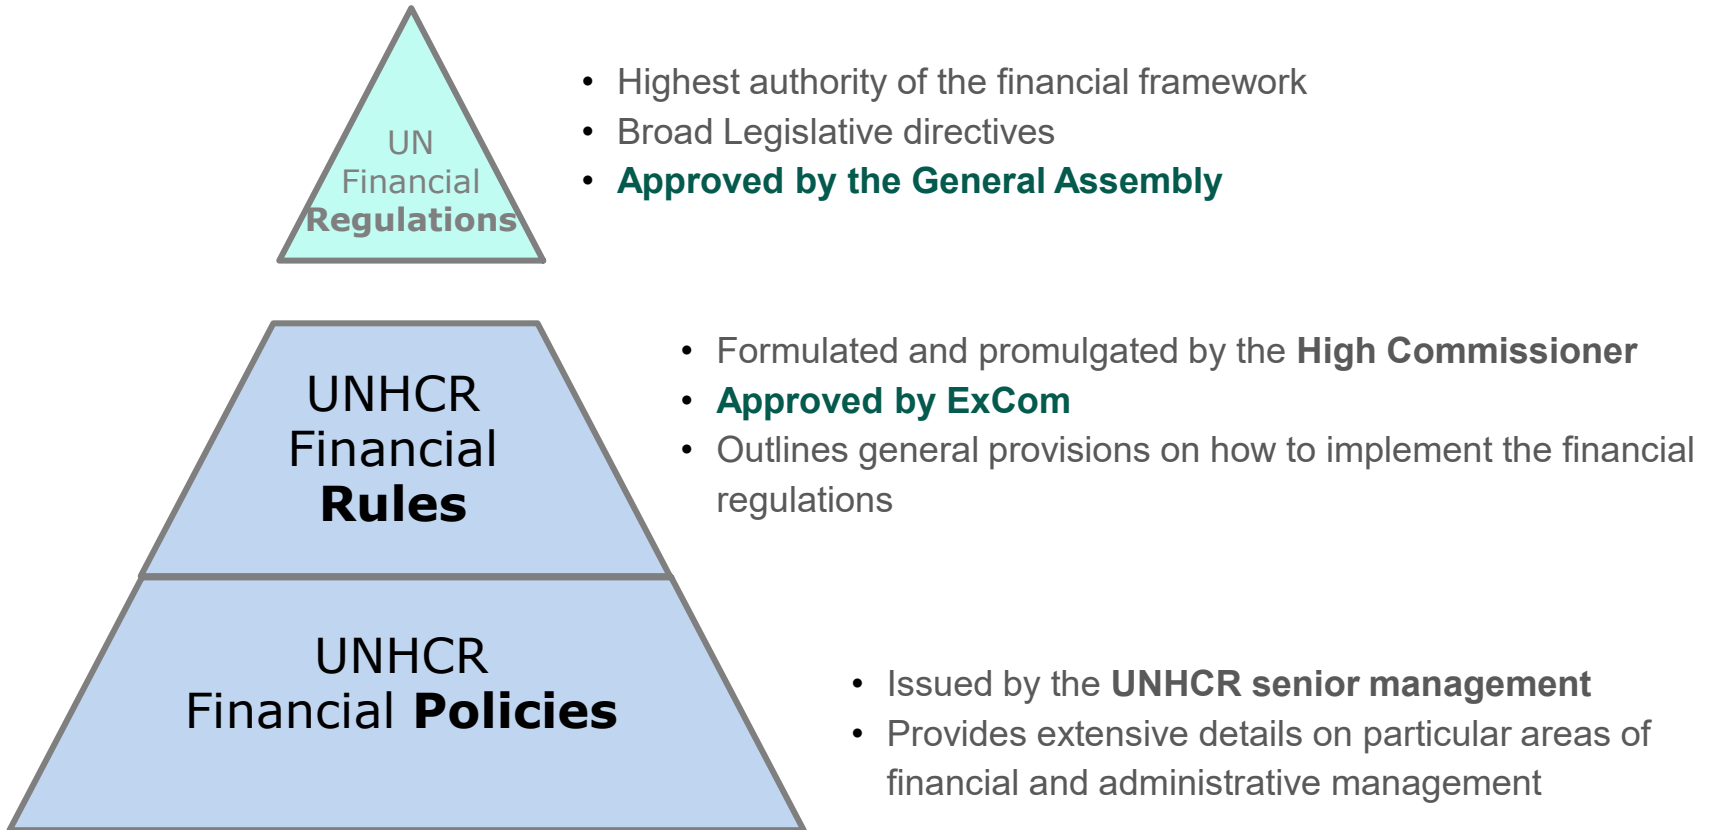 UN
Financial
Regulations
• Highest authority of the financial framework
• Broad Legislative directives
• Approved by the General Assembly
UNHCR
Financial
Rules
• Formulated and promulgated by the High Commissioner
• Approved by ExCom
• Outlines general provisions on how to implement the financial
regulations
UNHCR
Financial Policies
• Issued by the UNHCR senior management
• Provides extensive details on particular areas of
financial and administrative management